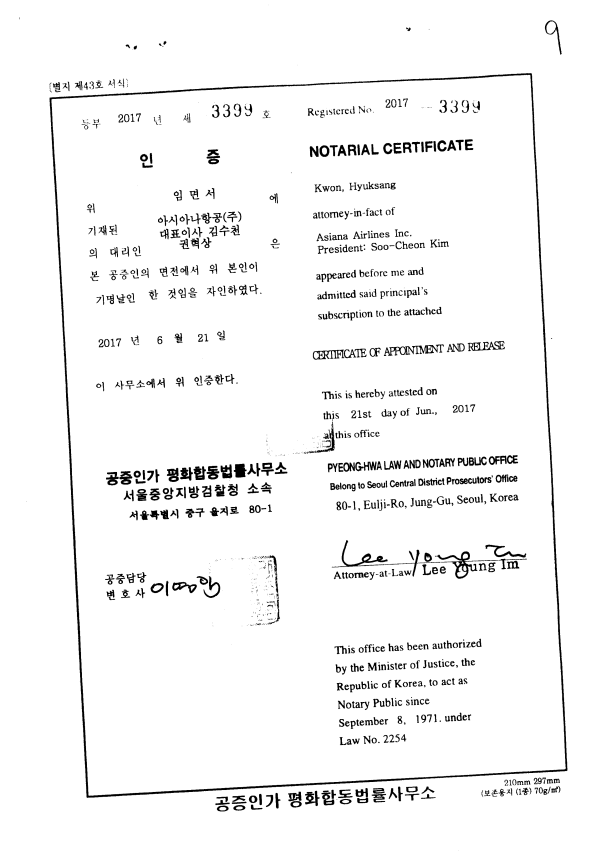 9
[별지 제43호 서식]
등부 2017 년 제 3399 호
인 증
위 임면서 에
기재된 아시아나항공(주)
대표이사 김수천
의 대리인 권혁상 은
본 공증인의 면전에서 위 본인이
기명날인 한 것임을 자인하였다.
2017 년 6 월 21 일
이 사무소에서 위 인증한다.
공증인가 평화합동법률사무소
서울중앙지방검찰청 소속
서울특별시 중구 을지로 80-1
공증담당
변호사 이영임
Registered No. 2017 - 3399
NOTARIAL CERTIFICATE
Kwon, Hyuksang
attorney-in-fact of
Asiana Airlines Inc.
President: Soo-Cheon Kim
appeared before me and
admitted said principal's
subscription to the attached
CERTIFICATE OF APPOINTMENT AND RELEASE
This is hereby attested on
this 21st day of Jun., 2017
at this office
PYEONG-HWA LAW AND NOTARY PUBLIC OFFICE
Belong to Seoul Central District Prosecutors' Office
80-1, Eulji-Ro, Jung-Gu, Seoul, Korea
Lee Young Im
Attorney-at-Law/ Lee Young Im
This office has been authorized
by the Minister of Justice, the
Republic of Korea, to act as
Notary Public since
September 8, 1971. under
Law No. 2254
210mm 297mm
(보존용지 (1종) 70g/㎡)
공증인가 평화합동법률사무소